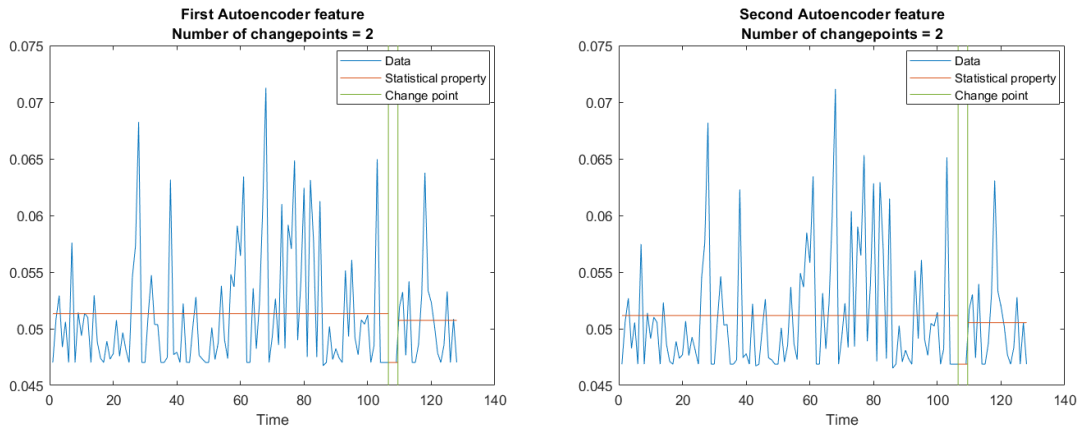 First Autoencoder feature
Number of changepoints = 2
0.075
0.07
0.065
0.06
0.055
0.05
0.045
0 20 40 60 80 100 120 140
Time
Data
Statistical property
Change point
Second Autoencoder feature
Number of changepoints = 2
0.075
0.07
0.065
0.06
0.055
0.05
0.045
0 20 40 60 80 100 120 140
Time
Data
Statistical property
Change point